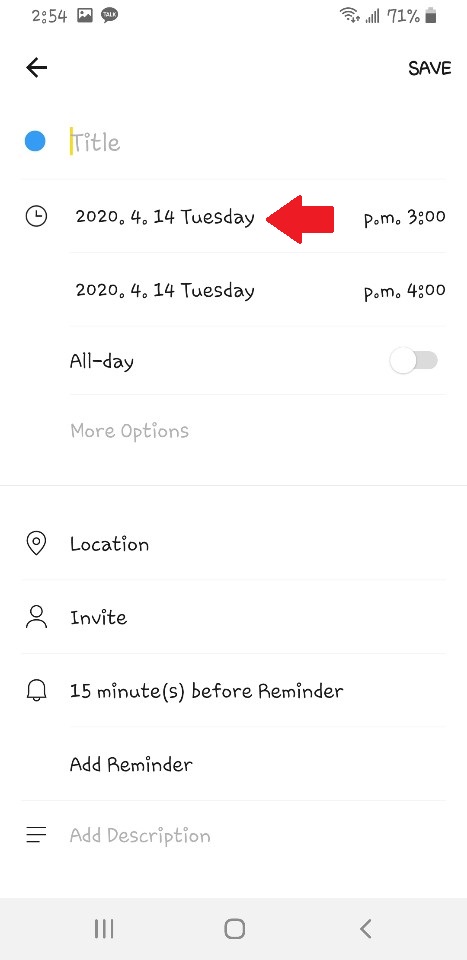 2:54 TALK 71%
SAVE
Title
2020. 4. 14 Tuesday p.m. 3:00
2020. 4. 14 Tuesday p.m. 4:00
All-day
More Options
Location
Invite
15 minute(s) before Reminder
Add Reminder
Add Description